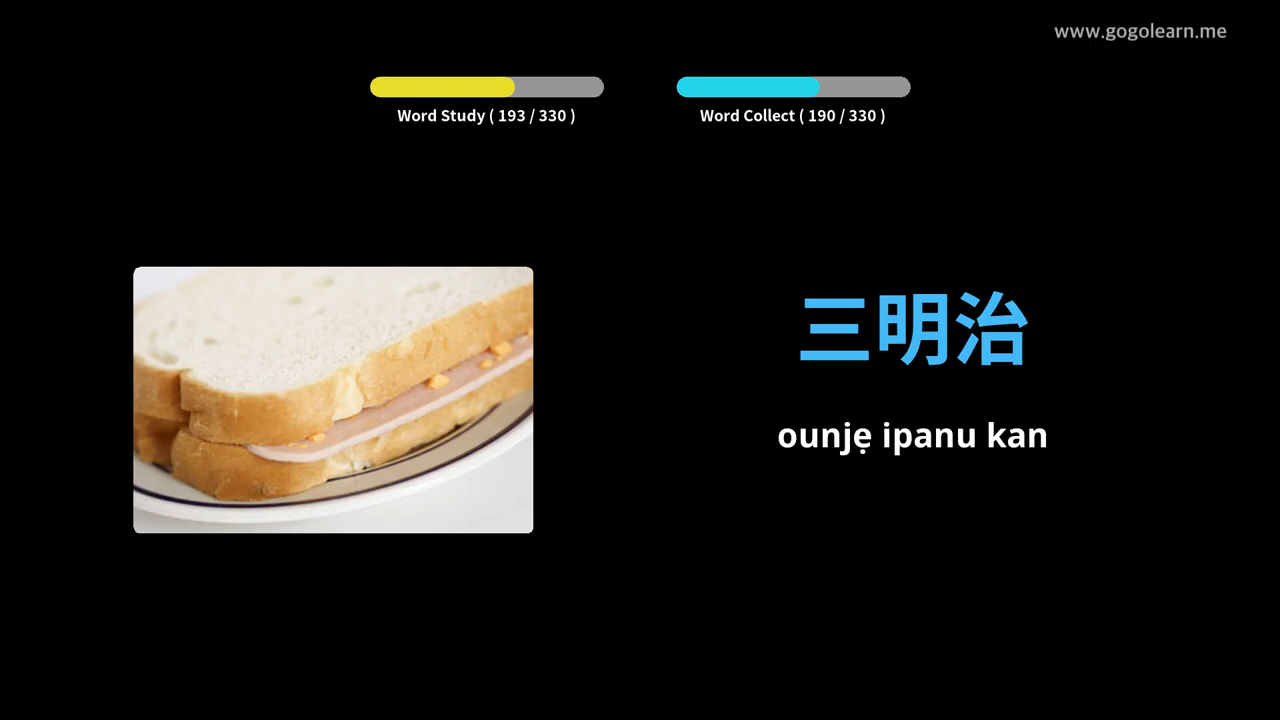 www.gogolearn.me
Word Study ( 193 / 330 )
Word Collect ( 190 / 330 )
三明治
ounjẹ ipanu kan